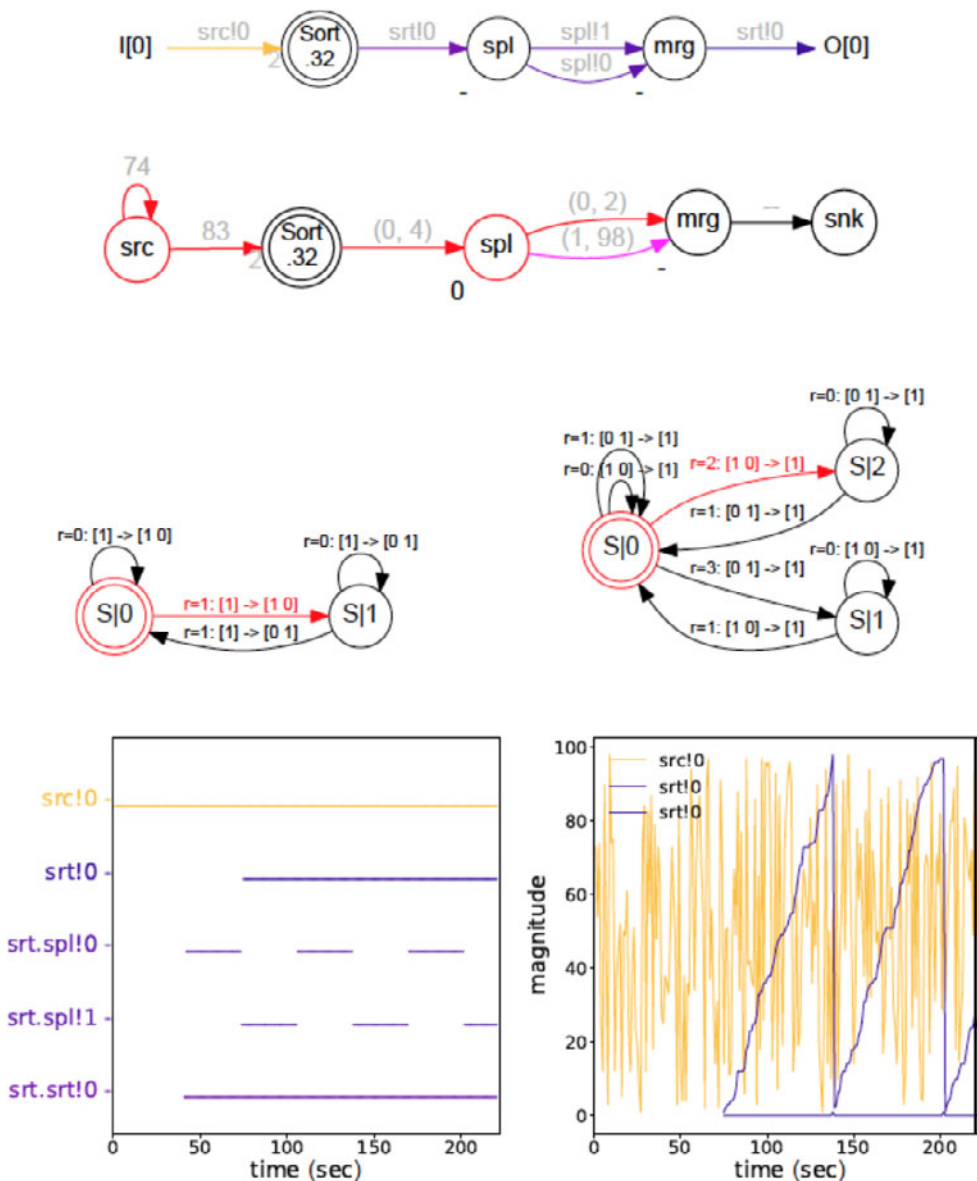 I[0] src!0 Sort srt!0 spl spl!1 mrg srt!0 O[0]
.32 spl!0
2
- -
74
src 83 Sort (0, 4) spl (0, 2) mrg -- snk
.32 (1, 98)
2
0 -
r=0: [0 1] -> [1]
r=1: [0 1] -> [1]
r=0: [1 0] -> [1]
r=2: [1 0] -> [1]
S|2
r=1: [0 1] -> [1]
S|0
r=0: [1 0] -> [1]
r=3: [0 1] -> [1]
S|1
r=1: [1 0] -> [1]
r=0: [1] -> [1 0]
r=0: [1] -> [0 1]
S|0
r=1: [1] -> [1 0]
S|1
r=1: [1] -> [0 1]
src!0
srt!0
srt.spl!0
srt.spl!1
srt.srt!0
0 50 100 150 200
time (sec)
100
80
60
40
20
0
magnitude
src!0
srt!0
srt!0
0 50 100 150 200
time (sec)